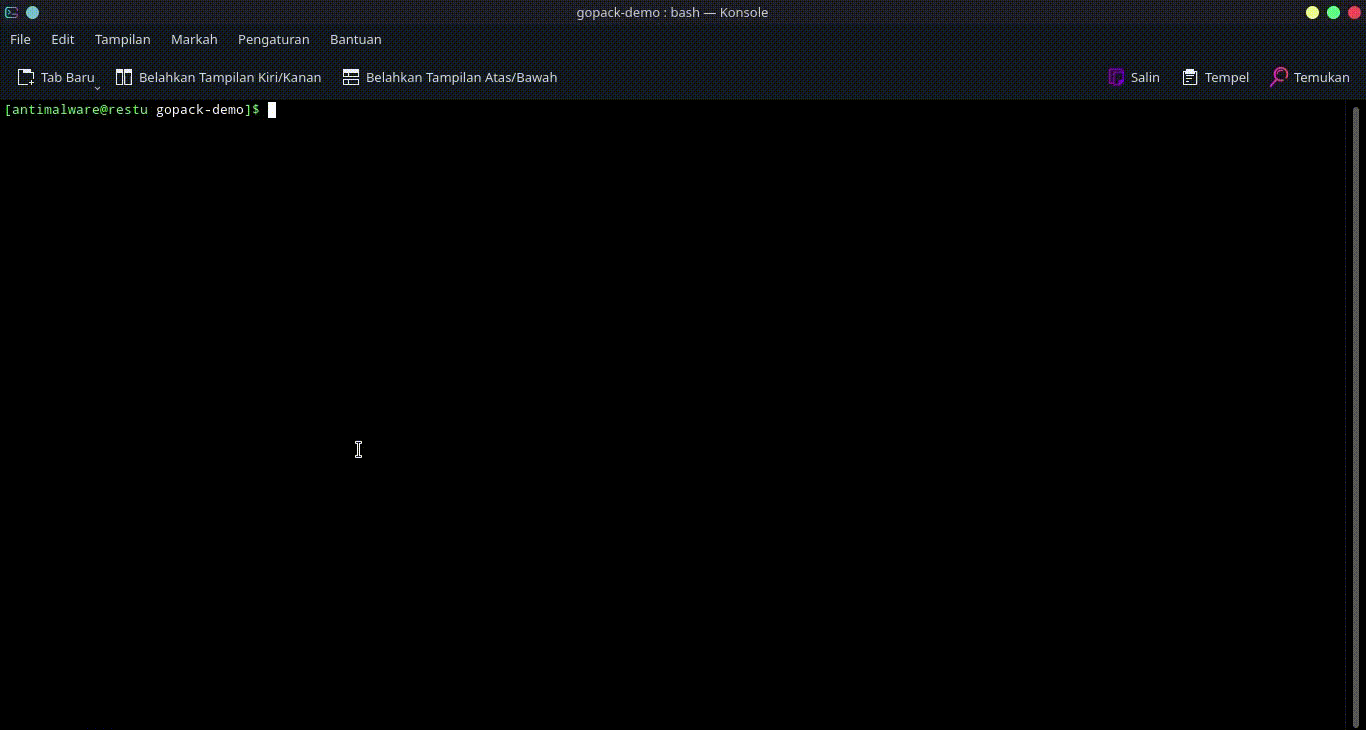 gopack-demo : bash — Konsole
File Edit Tampilan Markah Pengaturan Bantuan
Tab Baru Belahkan Tampilan Kiri/Kanan Belahkan Tampilan Atas/Bawah Salin Tempel Temukan
[antimalware@restu gopack-demo]$